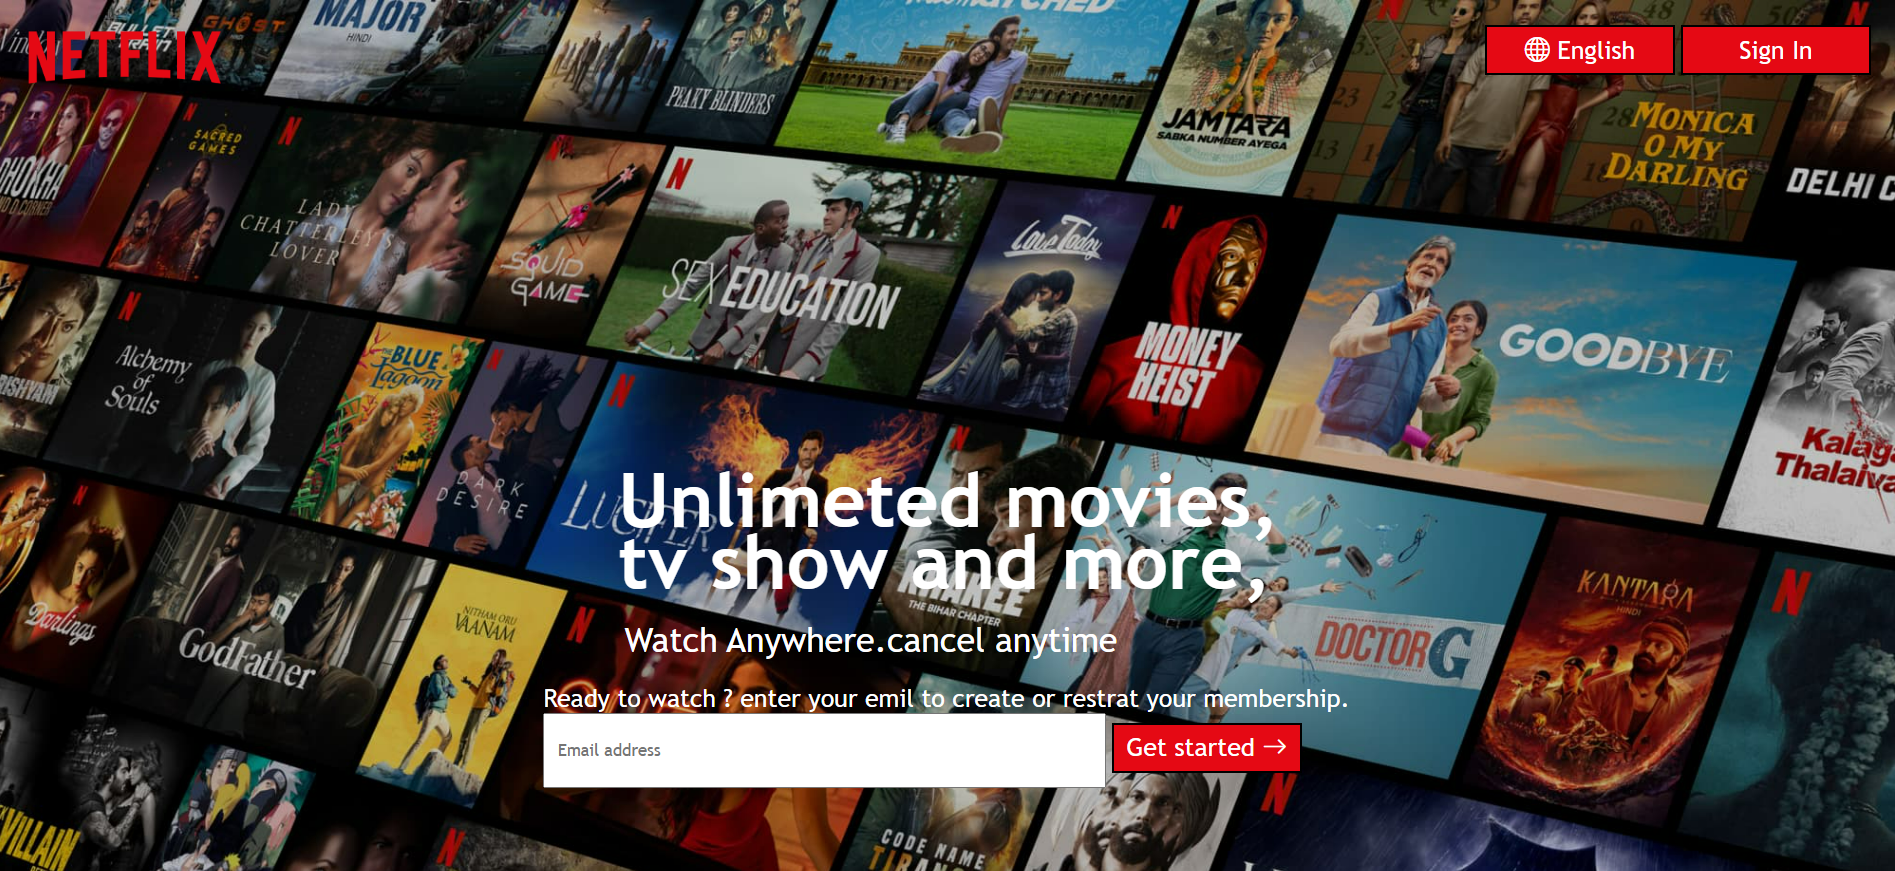 BULLET TRAIN
GHOST
MAJOR
HINDI
PEAKY BLINDERS
MISMATCHED
NETFLIX
English
Sign In
JAMTARA
SABKA NUMBER AYEGA
MONICA
O MY
DARLING
DELHI C
SACRED
GAMES
DHOKHA
ROUND D CORNER
LADY
CHATTERLEY'S
LOVER
SQUID
GAME
SEX EDUCATION
Love Today
MONEY
HEIST
GOODBYE
RISHYAM
Alchemy
of
Souls
THE BLUE
Lagoon
DARK
DESIRE
LUCIFER
Kalaga
Thalaiva
Unlimeted movies,
tv show and more,
KHAKEE
THE BIHAR CHAPTER
Darlings
GodFather
NITHAM ORU
VAANAM
DOCTOR G
KANTARA
HINDI
Watch Anywhere.cancel anytime
Ready to watch ? enter your emil to create or restrat your membership.
Email address
Get started →
VILLAIN
CODE NAME
TIRANGA